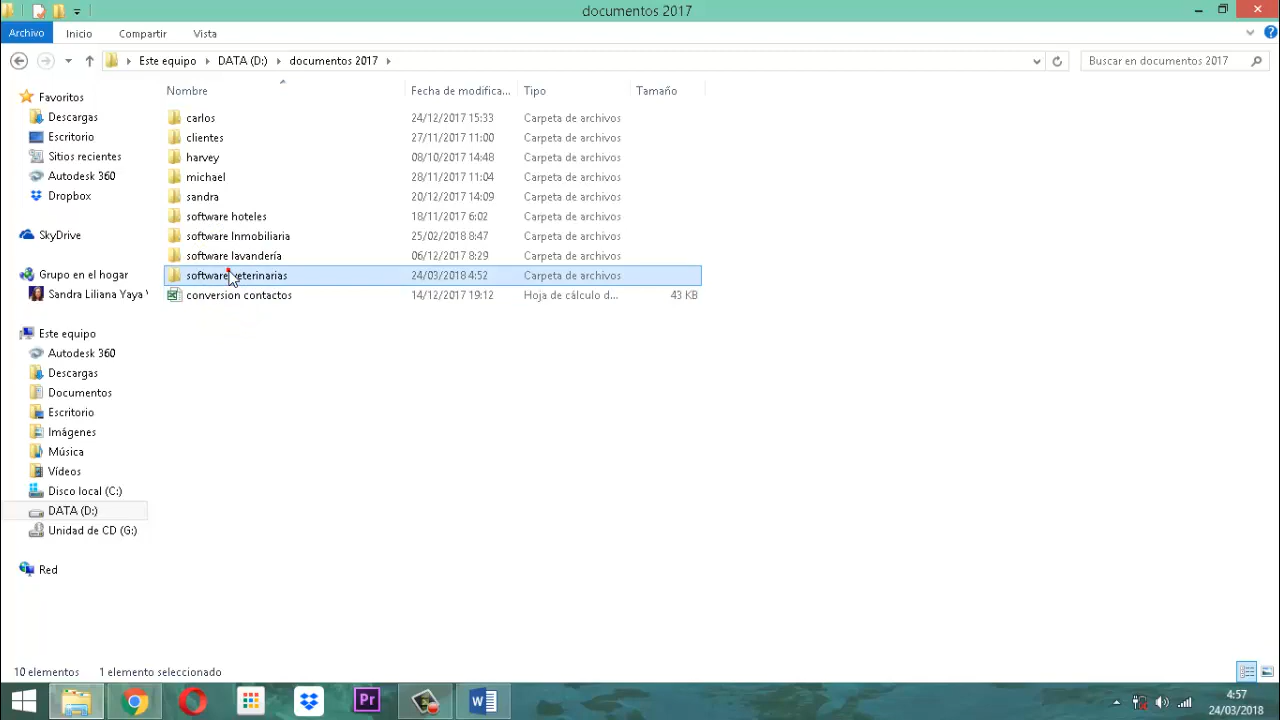 documentos 2017
Archivo Inicio Compartir Vista
Este equipo DATA (D:) documentos 2017 Buscar en documentos 2017
Nombre Fecha de modifica... Tipo Tamaño
Favoritos
Descargas
Escritorio
Sitios recientes
Autodesk 360
Dropbox
SkyDrive
Grupo en el hogar
Sandra Liliana Yaya
Este equipo
Autodesk 360
Descargas
Documentos
Escritorio
Imágenes
Música
Vídeos
Disco local (C:)
DATA (D:)
Unidad de CD (G:)
Red
carlos 24/12/2017 15:33 Carpeta de archivos
clientes 27/11/2017 11:00 Carpeta de archivos
harvey 08/10/2017 14:48 Carpeta de archivos
michael 28/11/2017 11:04 Carpeta de archivos
sandra 20/12/2017 14:09 Carpeta de archivos
software hoteles 18/11/2017 6:02 Carpeta de archivos
software Inmobiliaria 25/02/2018 8:47 Carpeta de archivos
software lavandería 06/12/2017 8:29 Carpeta de archivos
software veterinarias 24/03/2018 4:52 Carpeta de archivos
conversion contactos 14/12/2017 19:12 Hoja de cálculo d... 43 KB
10 elementos 1 elemento seleccionado
Pr
4:57
24/03/2018